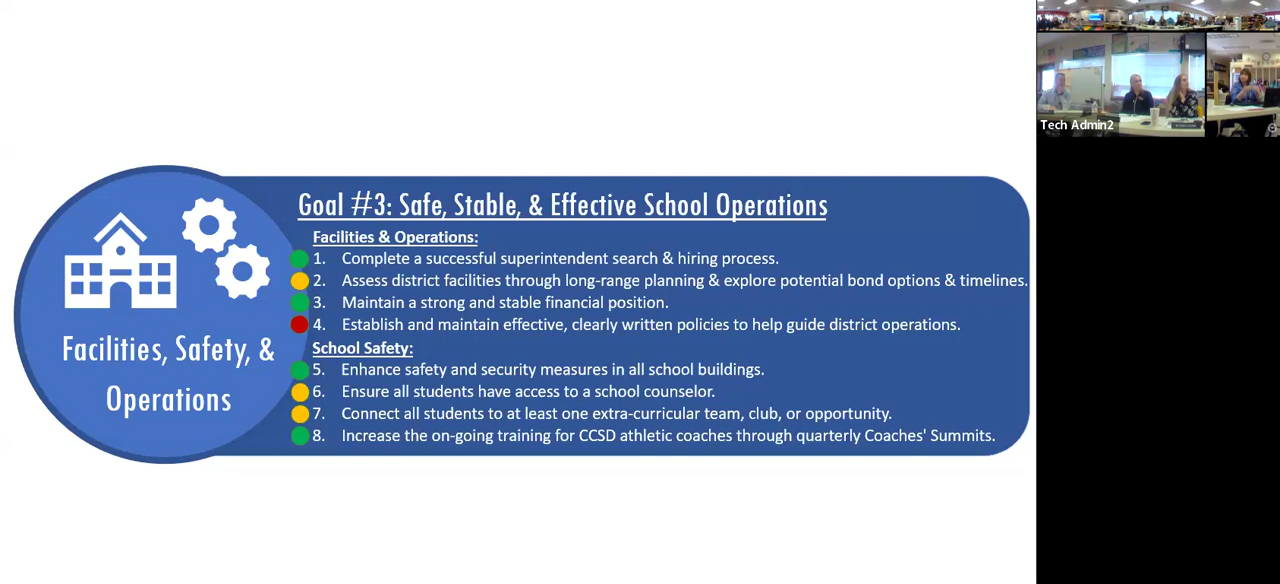 Tech Admin2
Goal #3: Safe, Stable, & Effective School Operations
Facilities & Operations:
1. Complete a successful superintendent search & hiring process.
2. Assess district facilities through long-range planning & explore potential bond options & timelines.
3. Maintain a strong and stable financial position.
4. Establish and maintain effective, clearly written policies to help guide district operations.
School Safety:
5. Enhance safety and security measures in all school buildings.
6. Ensure all students have access to a school counselor.
7. Connect all students to at least one extra-curricular team, club, or opportunity.
8. Increase the on-going training for CCSD athletic coaches through quarterly Coaches' Summits.
Facilities, Safety, &
Operations